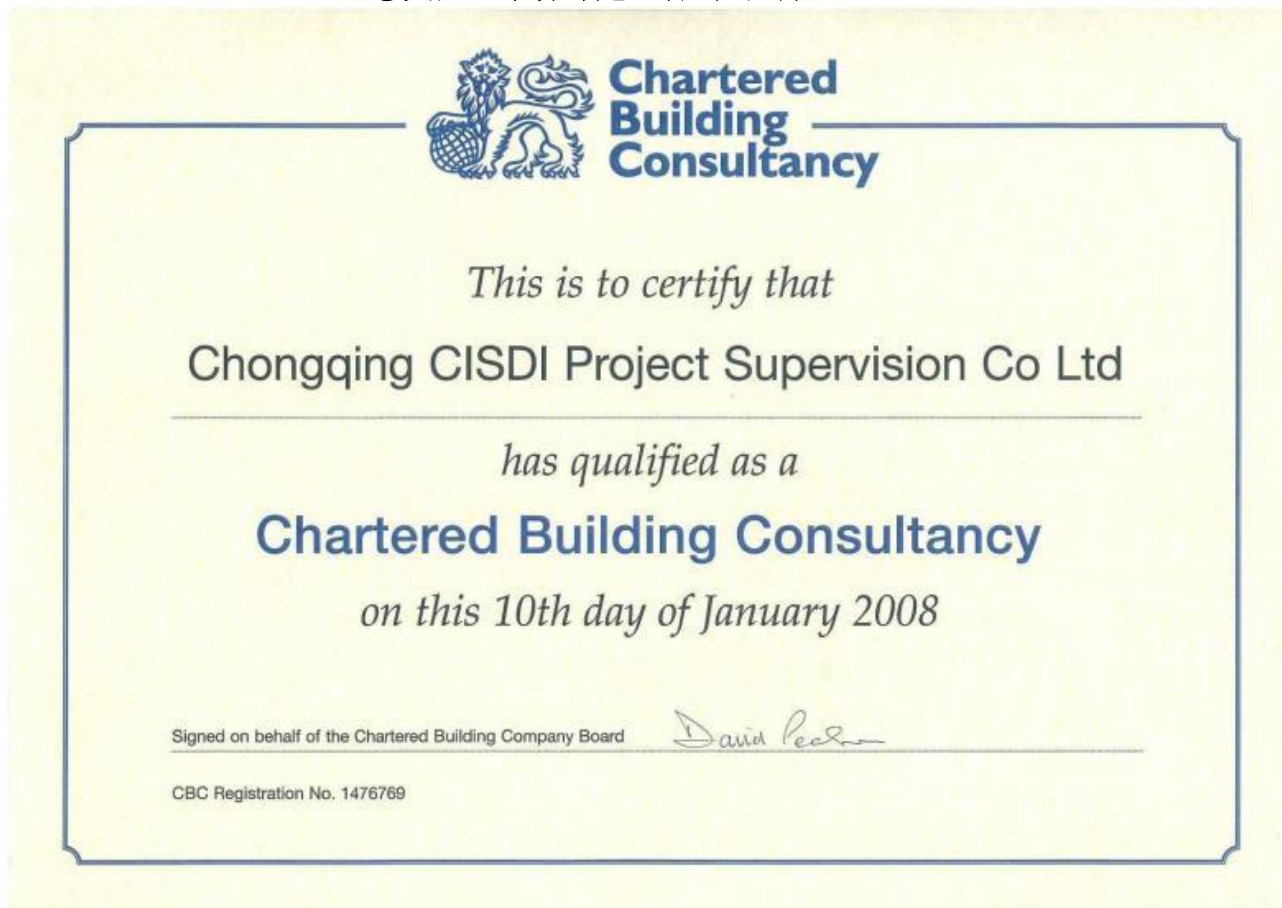 Chartered
Building
Consultancy
This is to certify that
Chongqing CISDI Project Supervision Co Ltd
has qualified as a
Chartered Building Consultancy
on this 10th day of January 2008
Signed on behalf of the Chartered Building Company Board David
CBC Registration No. 1476769